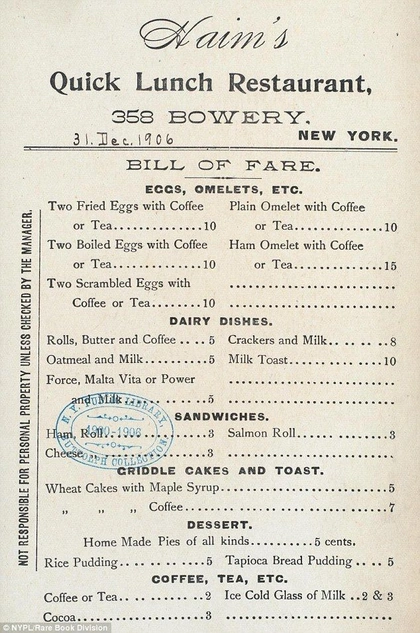 Haim's
Quick Lunch Restaurant,
358 BOWERY.
31. Dec. 1906 NEW YORK.
BILL OF FARE.
EGGS, OMELETS, ETC.
Two Fried Eggs with Coffee Plain Omelet with Coffee
or Tea..............10 or Tea..............10
Two Boiled Eggs with Coffee Ham Omelet with Coffee
or Tea..............10 or Tea..............15
Two Scrambled Eggs with
Coffee or Tea..........10
DAIRY DISHES.
Rolls, Butter and Coffee .. . 5 Crackers and Milk.. .. .. .. 8
Oatmeal and Milk.......... 5 Milk Toast................10
Force, Malta Vita or Power
and Milk .............. 5
SANDWICHES.
Ham, Roll.................. 3 Salmon Roll................ 3
Cheese .................... 3
GRIDDLE CAKES AND TOAST.
Wheat Cakes with Maple Syrup..............................5
„ „ „ Coffee..............................7
DESSERT.
Home Made Pies of all kinds..........5 cents.
Rice Pudding .. .. .. .. .. 5 Tapioca Bread Pudding .. .. 5
COFFEE, TEA, ETC.
Coffee or Tea.. .. .. .. .. 2 Ice Cold Glass of Milk ..2 & 3
Cocoa...................... 3
NOT RESPONSIBLE FOR PERSONAL PROPERTY UNLESS CHECKED BY THE MANAGER.
N.Y. PUBLIC LIBRARY,
1900-1906
BUTTOLPH COLLECTION.
© NYPL/Rare Book Division